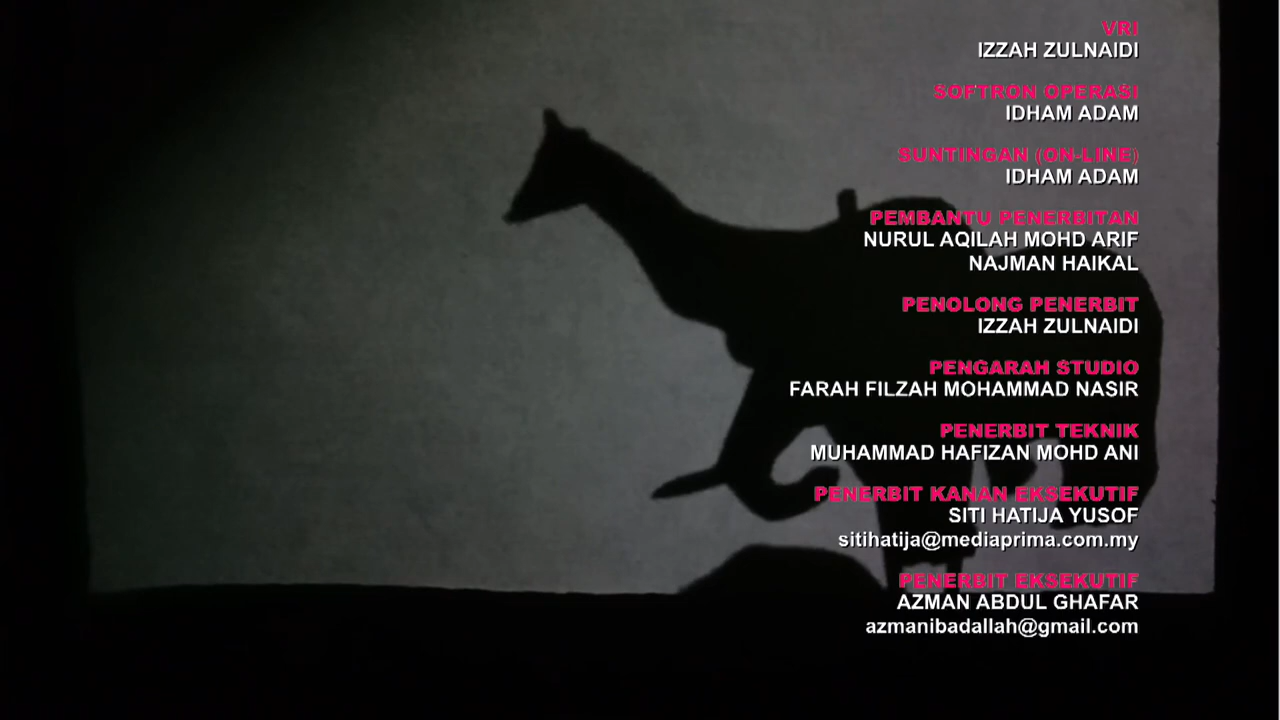 VRI
IZZAH ZULNAIDI
SOFTRON OPERASI
IDHAM ADAM
SUNTINGAN (ON-LINE)
IDHAM ADAM
PEMBANTU PENERBITAN
NURUL AQILAH MOHD ARIF
NAJMAN HAIKAL
PENOLONG PENERBIT
IZZAH ZULNAIDI
PENGARAH STUDIO
FARAH FILZAH MOHAMMAD NASIR
PENERBIT TEKNIK
MUHAMMAD HAFIZAN MOHD ANI
PENERBIT KANAN EKSEKUTIF
SITI HATIJA YUSOF
sitihatija@mediaprima.com.my
PENERBIT EKSEKUTIF
AZMAN ABDUL GHAFAR
azmanibadallah@gmail.com